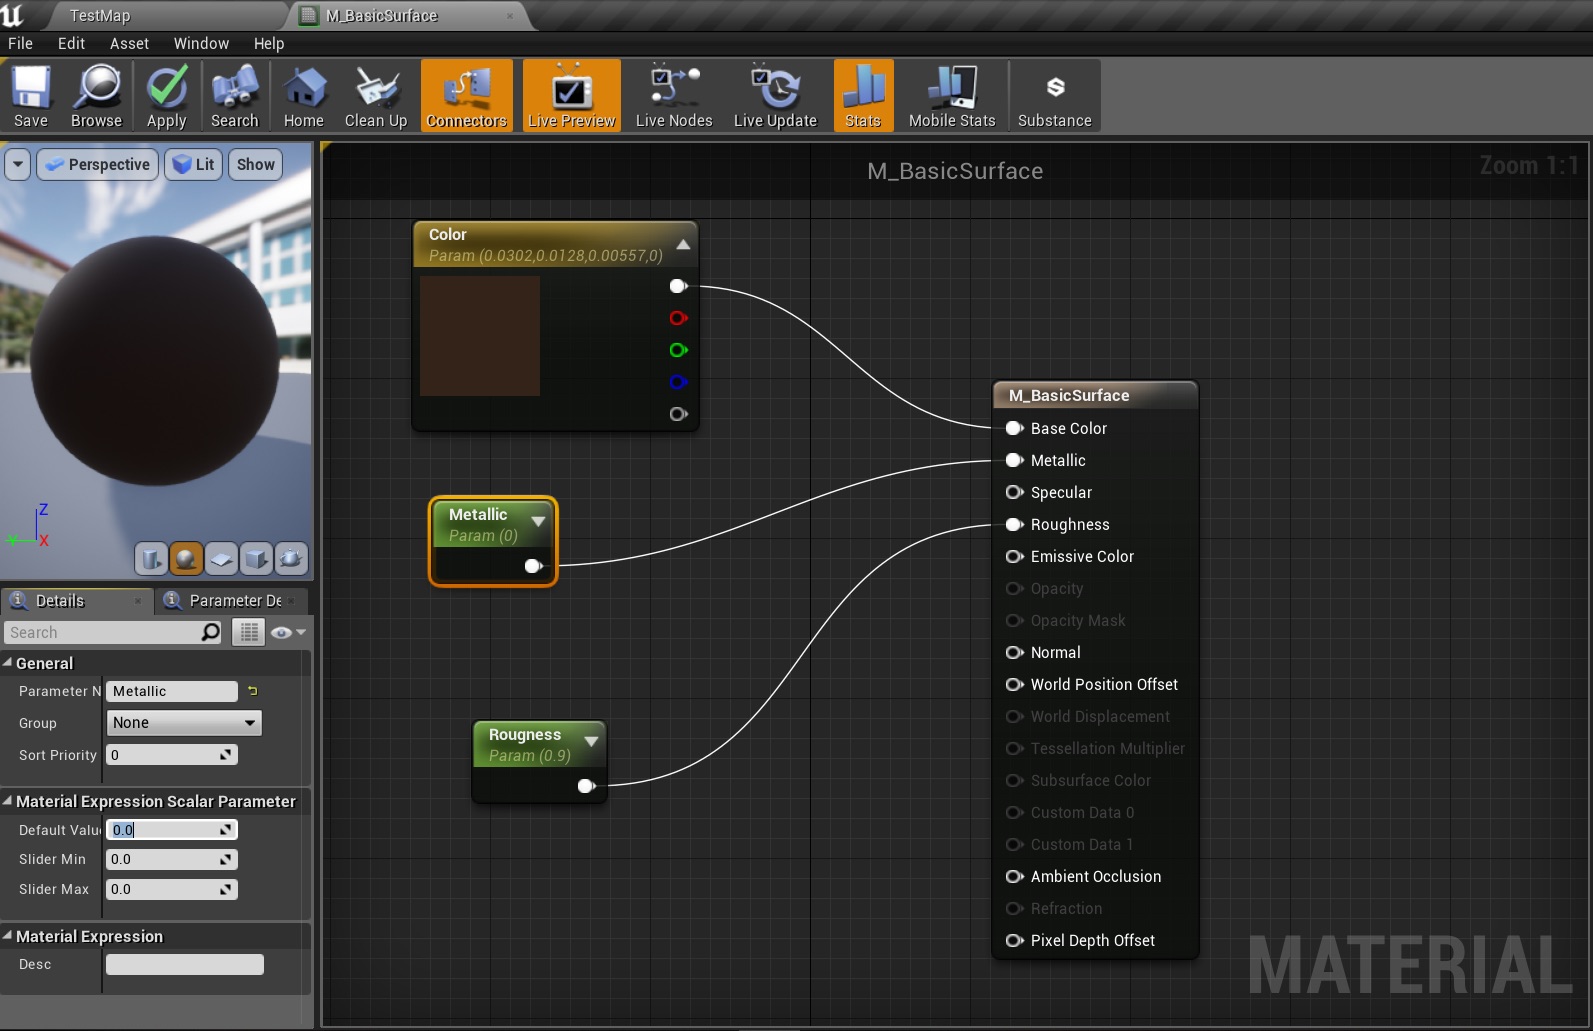 TestMap
M_BasicSurface
File Edit Asset Window Help
Save Browse Apply Search Home Clean Up Connectors Live Preview Live Nodes Live Update Stats Mobile Stats Substance
Perspective Lit Show
M_BasicSurface
Zoom 1:1
Color
Param (0.0302,0.0128,0.00557,0)
Metallic
Param (0)
Rougness
Param (0.9)
M_BasicSurface
Base Color
Metallic
Specular
Roughness
Emissive Color
Opacity
Opacity Mask
Normal
World Position Offset
World Displacement
Tessellation Multiplier
Subsurface Color
Custom Data 0
Custom Data 1
Ambient Occlusion
Refraction
Pixel Depth Offset
MATERIAL
Z
Y X
Details
Parameter De
Search
General
Parameter N Metallic
Group None
Sort Priority 0
Material Expression Scalar Parameter
Default Valu 0.0
Slider Min 0.0
Slider Max 0.0
Material Expression
Desc